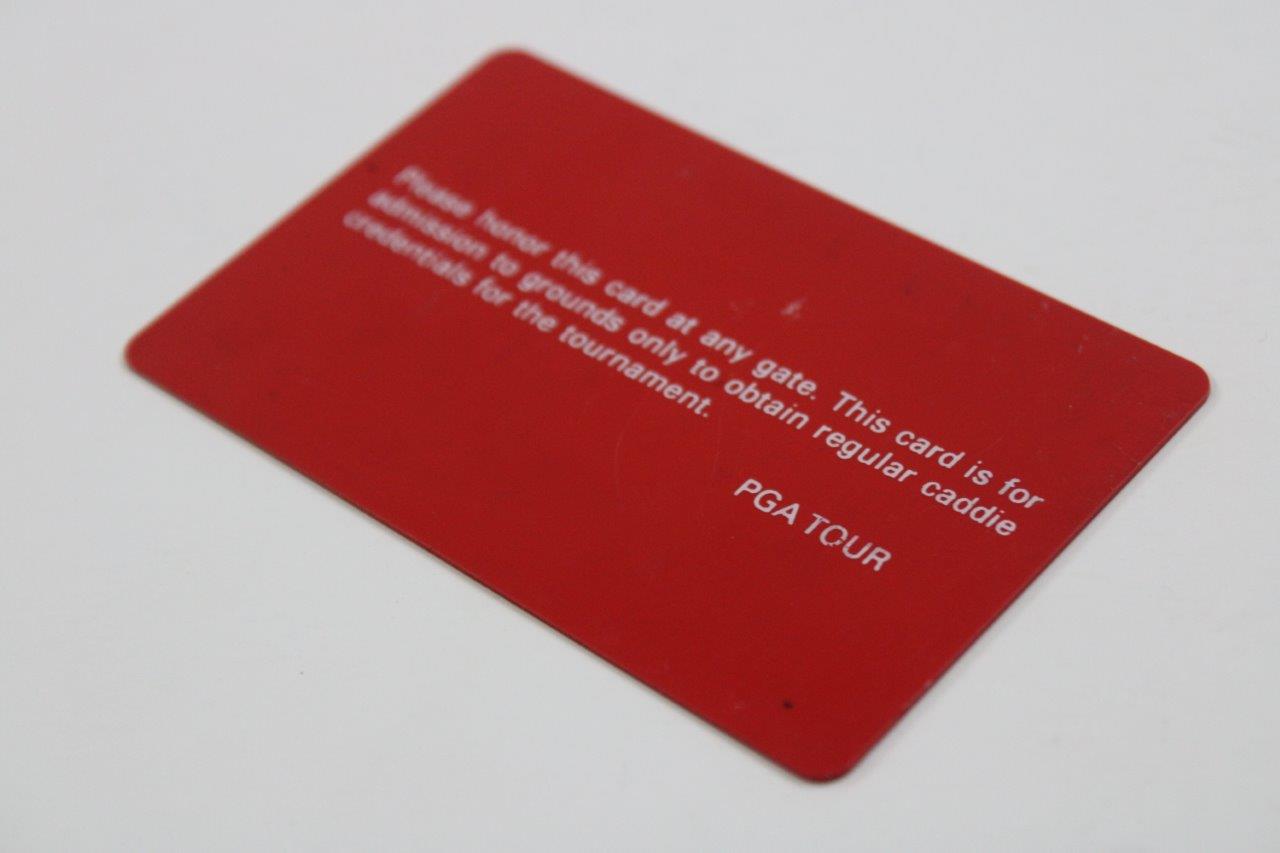 Please honor this card at any gate. This card is for
admission to grounds only to obtain regular caddie
credentials for the tournament.
PGA TOUR